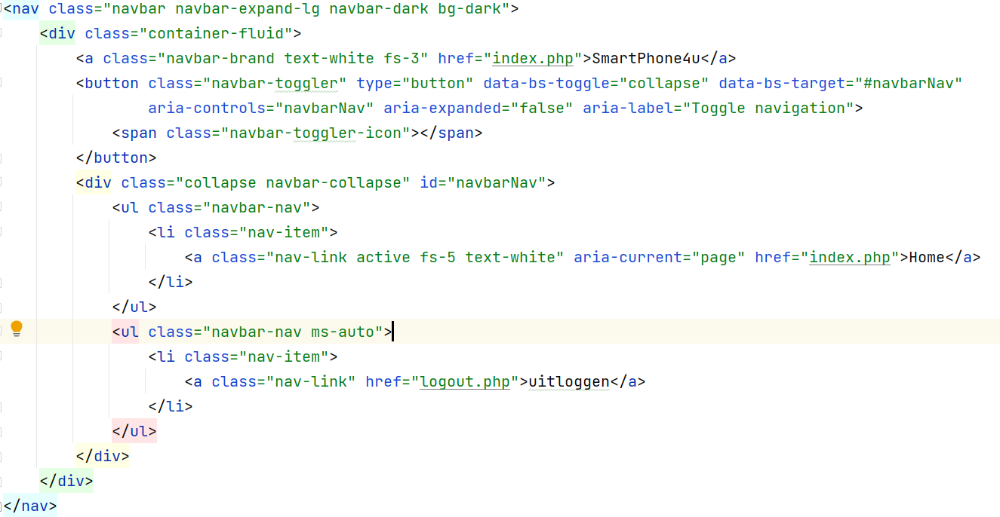 <nav class="navbar navbar-expand-lg navbar-dark bg-dark">
    <div class="container-fluid">
        <a class="navbar-brand text-white fs-3" href="index.php">SmartPhone4u</a>
        <button class="navbar-toggler" type="button" data-bs-toggle="collapse" data-bs-target="#navbarNav"
                aria-controls="navbarNav" aria-expanded="false" aria-label="Toggle navigation">
            <span class="navbar-toggler-icon"></span>
        </button>
        <div class="collapse navbar-collapse" id="navbarNav">
            <ul class="navbar-nav">
                <li class="nav-item">
                    <a class="nav-link active fs-5 text-white" aria-current="page" href="index.php">Home</a>
                </li>
            </ul>
            <ul class="navbar-nav ms-auto">
                <li class="nav-item">
                    <a class="nav-link" href="logout.php">uitloggen</a>
                </li>
            </ul>
        </div>
    </div>
</nav>